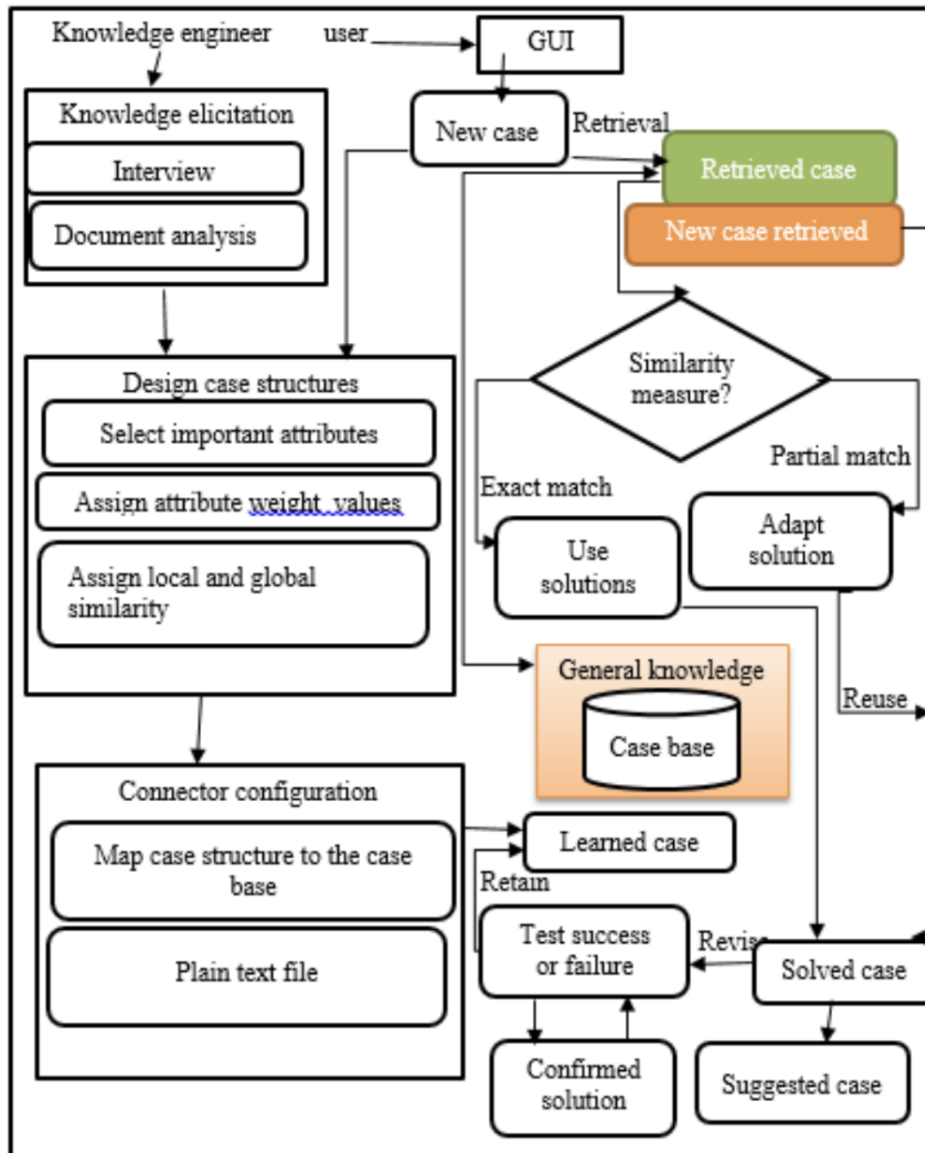 Knowledge engineer
user
GUI
Knowledge elicitation
Interview
Document analysis
New case
Retrieval
Retrieved case
New case retrieved
Design case structures
Select important attributes
Assign attribute weight values
Assign local and global
similarity
Similarity
measure?
Exact match
Partial match
Use
solutions
Adapt
solution
Reuse
General knowledge
Case base
Connector configuration
Map case structure to the case
base
Plain text file
Learned case
Retain
Test success
or failure
Revise
Solved case
Confirmed
solution
Suggested case